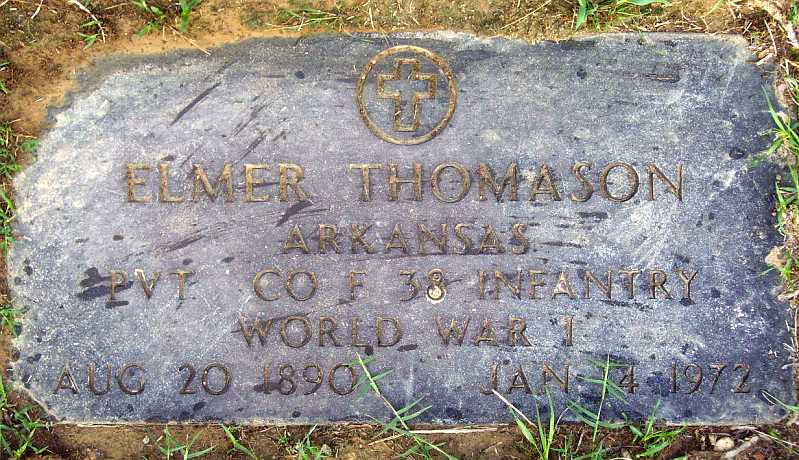 ELMER THOMASON
ARKANSAS
PVT CO F 38 INFANTRY
WORLD WAR I
AUG 20 1890 JAN 4 1972